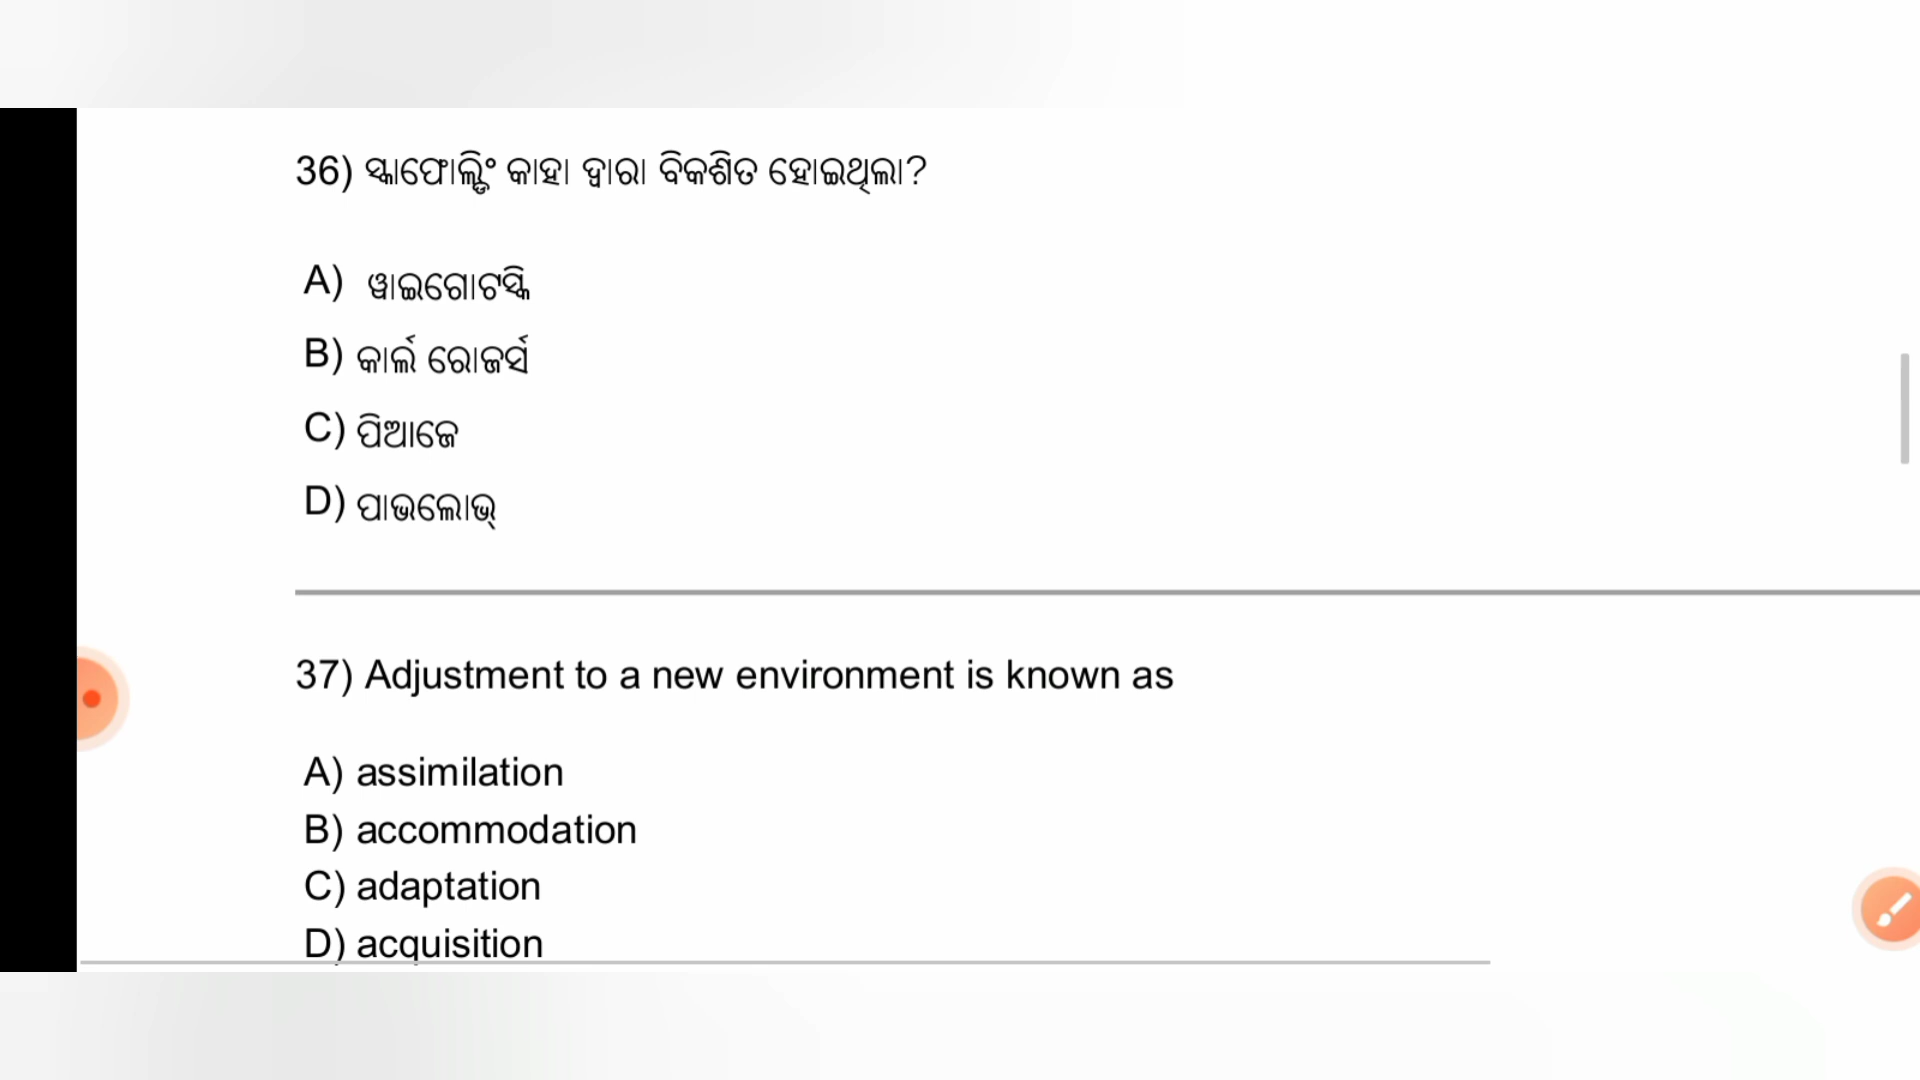 36) ସ୍କାଫୋଲ୍ଡିଂ କାହା ଦ୍ୱାରା ବିକଶିତ ହୋଇଥିଲା?
A) ୱାଇଗୋଟସ୍କି
B) କାର୍ଲ ରୋଜର୍ସ
C) ପିଆଜେ
D) ପାଭଲୋଭ୍
37) Adjustment to a new environment is known as
A) assimilation
B) accommodation
C) adaptation
D) acquisition